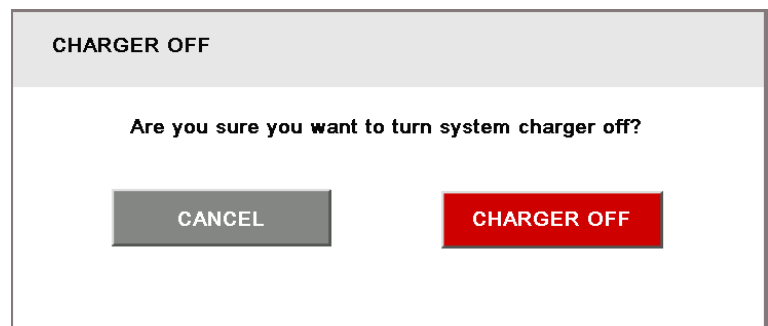 CHARGER OFF
Are you sure you want to turn system charger off?
CANCEL
CHARGER OFF